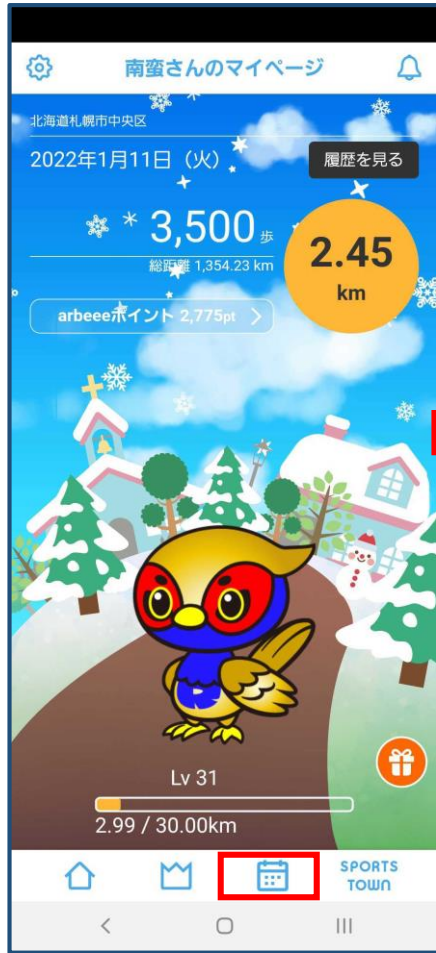 南蛮さんのマイページ
北海道札幌市中央区
2022年1月11日（火）
履歴を見る
3,500 歩
総距離 1,354.23 km
2.45
km
arbeeeポイント 2,775pt
Lv 31
2.99 / 30.00km
SPORTS
TOWN